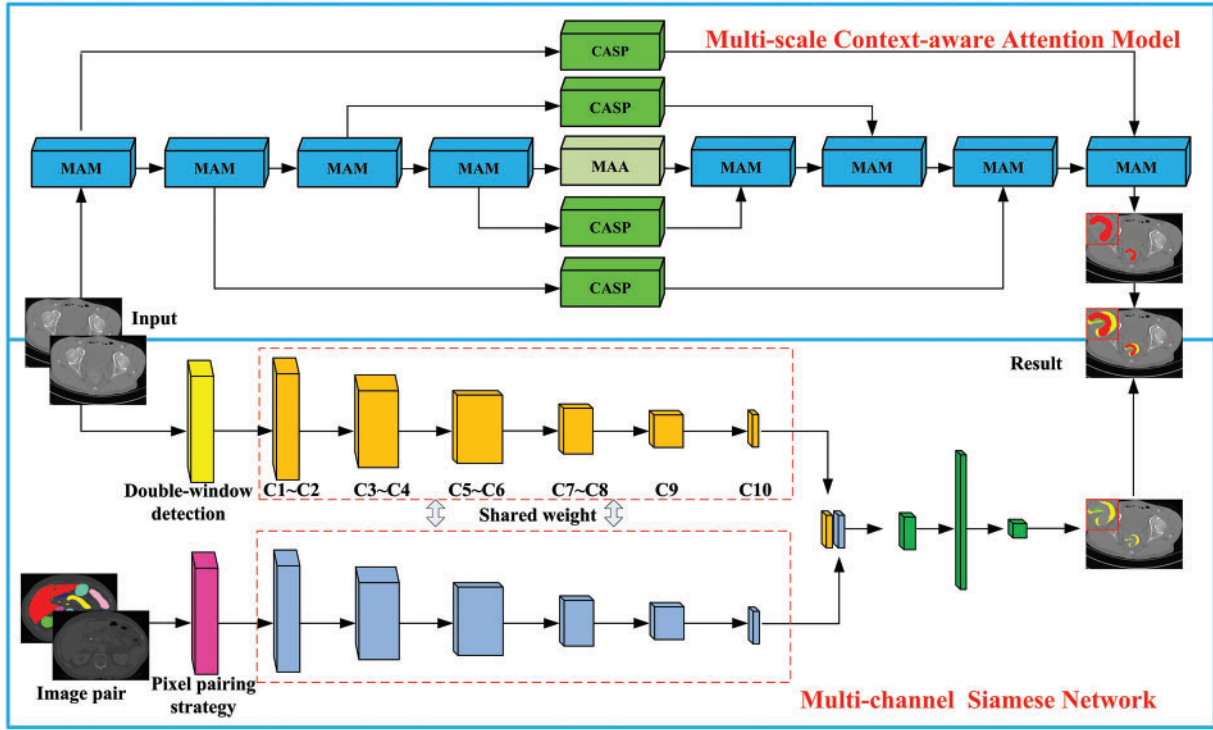 CASP
Multi-scale Context-aware Attention Model
CASP
MAM MAM MAM MAM MAA MAM MAM MAM MAM
CASP
CASP
Input
Result
Double-window
detection
C1~C2 C3~C4 C5~C6 C7~C8 C9 C10
Shared weight
Image pair
Pixel pairing
strategy
Multi-channel Siamese Network